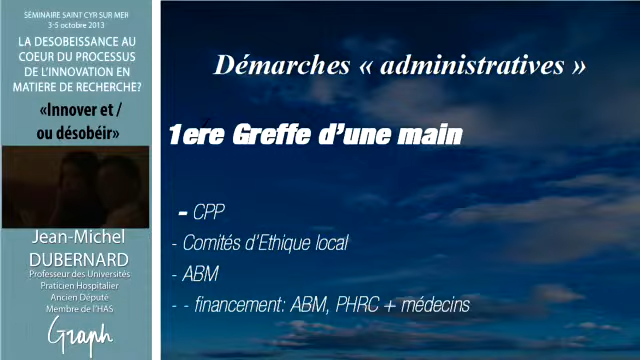 SÉMINAIRE SAINT CYR SUR MER
3-5 octobre 2013
LA DESOBEISSANCE AU
COEUR DU PROCESSUS
DE L'INNOVATION EN
MATIERE DE RECHERCHE?
«Innover et /
ou désobéir»
Jean-Michel
DUBERNARD
Professeur des Universités
Praticien Hospitalier
Ancien Député
Membre de l'HAS
Graph
Démarches « administratives »
1ere Greffe d'une main
- CPP
- Comités d'Ethique local
- ABM
- - financement: ABM, PHRC + médecins